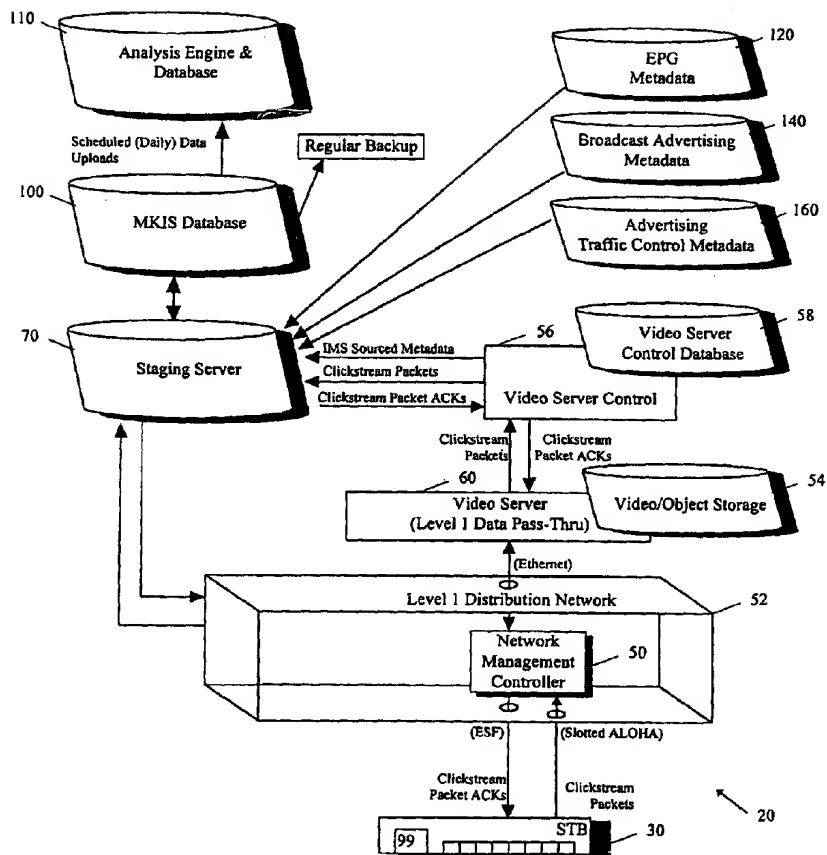 110
Analysis Engine &
Database
120
EPG
Metadata
Scheduled (Daily) Data
Uploads
Regular Backup
140
Broadcast Advertising
Metadata
100
MKIS Database
160
Advertising
Traffic Control Metadata
70
Staging Server
IMS Sourced Metadata
Clickstream Packets
Clickstream Packet ACKs
56
Video Server Control
58
Video Server
Control Database
Clickstream
Packets
Clickstream
Packet ACKs
60
Video Server
(Level 1 Data Pass-Thru)
54
Video/Object Storage
(Ethernet)
Level 1 Distribution Network
52
Network
Management
Controller
50
(ESF)
(Slotted ALOHA)
Clickstream
Packet ACKs
Clickstream
Packets
20
STB
99
30